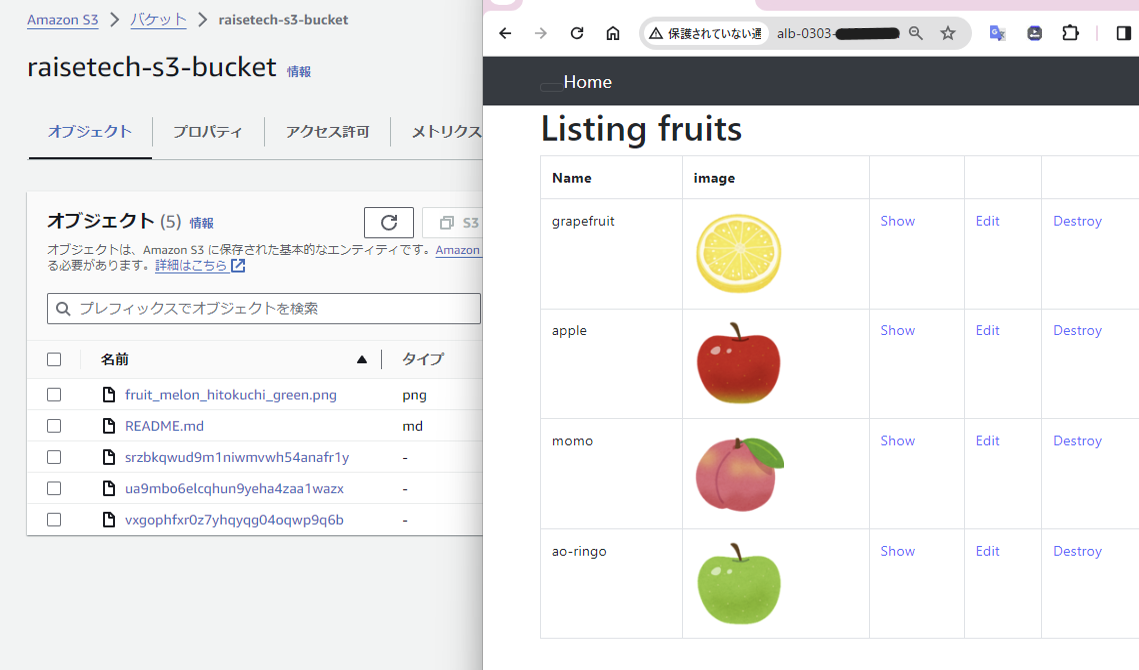 Amazon S3 > バケット > raisetech-s3-bucket
raisetech-s3-bucket 情報
オブジェクト プロパティ アクセス許可 メトリクス
オブジェクト (5) 情報
S3
オブジェクトは、Amazon S3 に保存された基本的なエンティティです。Amazon
る必要があります。詳細はこちら
プレフィックスでオブジェクトを検索
名前 タイプ
fruit_melon_hitokuchi_green.png png
README.md md
srzbkqwud9m1niwmvwh54anafr1y -
ua9mbo6elcqhun9yeha4zaa1wazx -
vxgophfxr0z7yhqyqg04oqwp9q6b -
保護されていない通 alb-0303-
Home
Listing fruits
Name image
grapefruit Show Edit Destroy
apple Show Edit Destroy
momo Show Edit Destroy
ao-ringo Show Edit Destroy